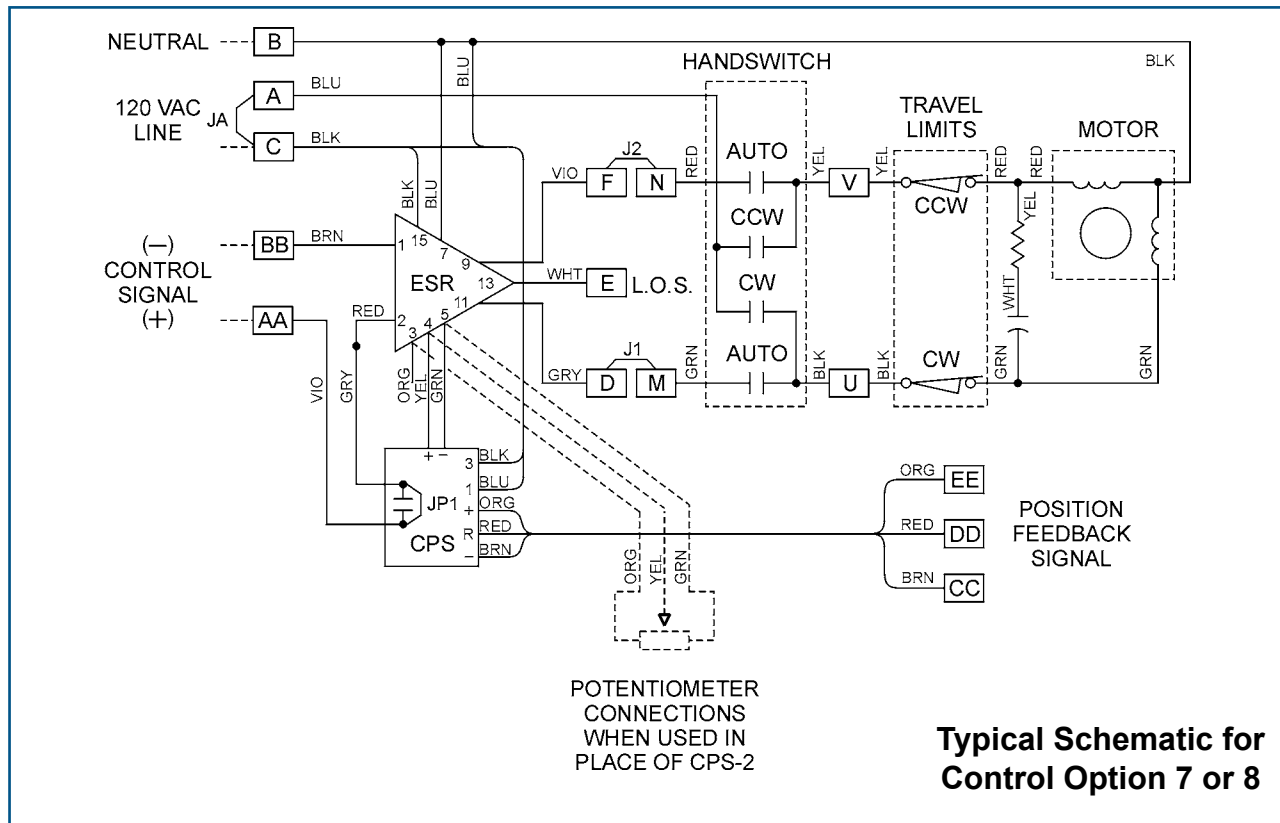 NEUTRAL
B
HANDSWITCH
BLK
BLU
A
BLU
120 VAC
LINE
JA
C
BLK
TRAVEL
LIMITS
MOTOR
AUTO
J2
VIO
F
N
RED
YEL
V
YEL
RED
RED
CCW
CCW
YEL
BLK
BLU
(—)
BB
BRN
1
15
7
9
ESR
13
WHT
E
L.O.S.
CW
CONTROL
SIGNAL
(+)
AA
RED
2
3
4
5
11
WHT
AUTO
J1
GRY
D
M
GRN
BLK
U
BLK
CW
GRN
GRN
VIO
GRY
ORG
YEL
GRN
+ −
3
BLK
1
BLU
JP1
+
ORG
R
RED
CPS
−
BRN
ORG
EE
RED
DD
BRN
CC
POSITION
FEEDBACK
SIGNAL
ORG
YEL
GRN
POTENTIOMETER
CONNECTIONS
WHEN USED IN
PLACE OF CPS-2
Typical Schematic for
Control Option 7 or 8